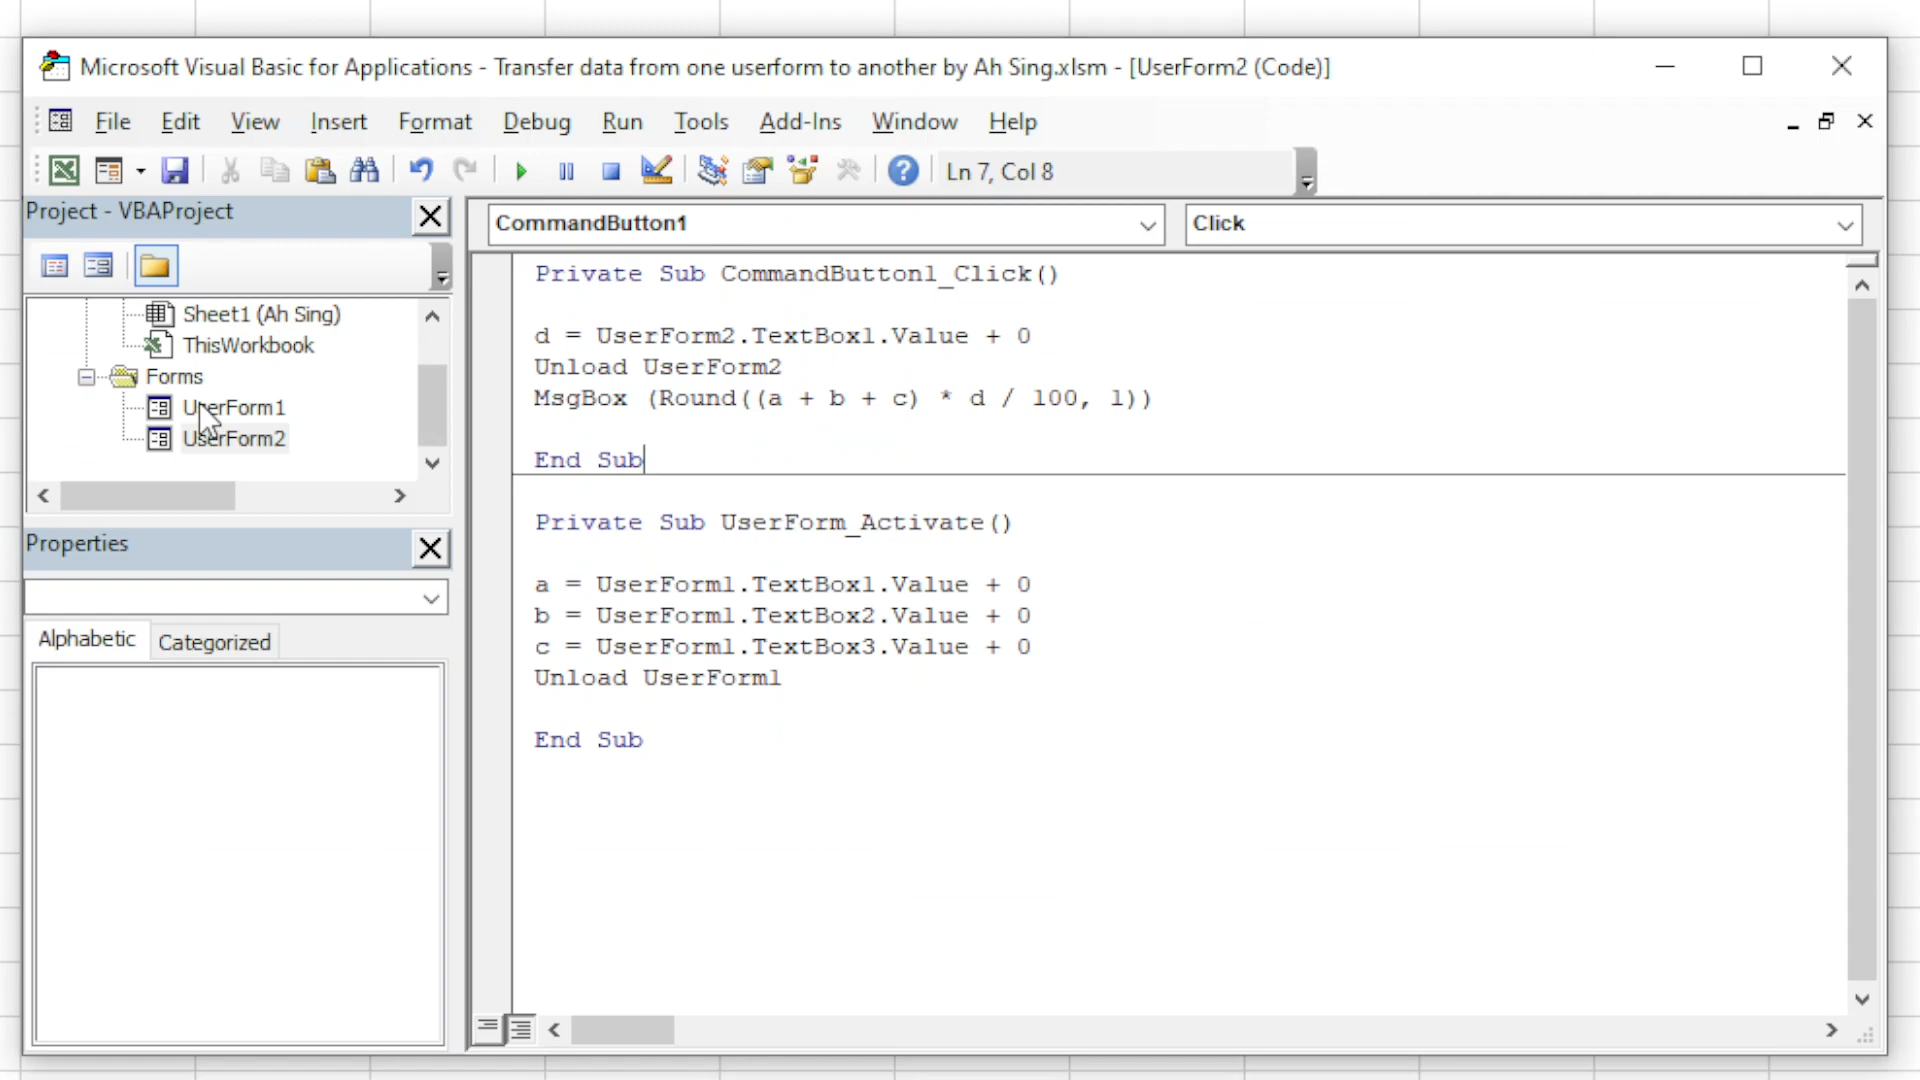 Microsoft Visual Basic for Applications - Transfer data from one userform to another by Ah Sing.xlsm - [UserForm2 (Code)]
File Edit View Insert Format Debug Run Tools Add-Ins Window Help
Ln 7, Col 8
Project - VBAProject
CommandButton1
Click
Sheet1 (Ah Sing)
ThisWorkbook
Forms
UserForm1
UserForm2
Properties
Alphabetic Categorized
Private Sub CommandButton1_Click()
d = UserForm2.TextBox1.Value + 0
Unload UserForm2
MsgBox (Round((a + b + c) * d / 100, 1))
End Sub
Private Sub UserForm_Activate()
a = UserForm1.TextBox1.Value + 0
b = UserForm1.TextBox2.Value + 0
c = UserForm1.TextBox3.Value + 0
Unload UserForm1
End Sub